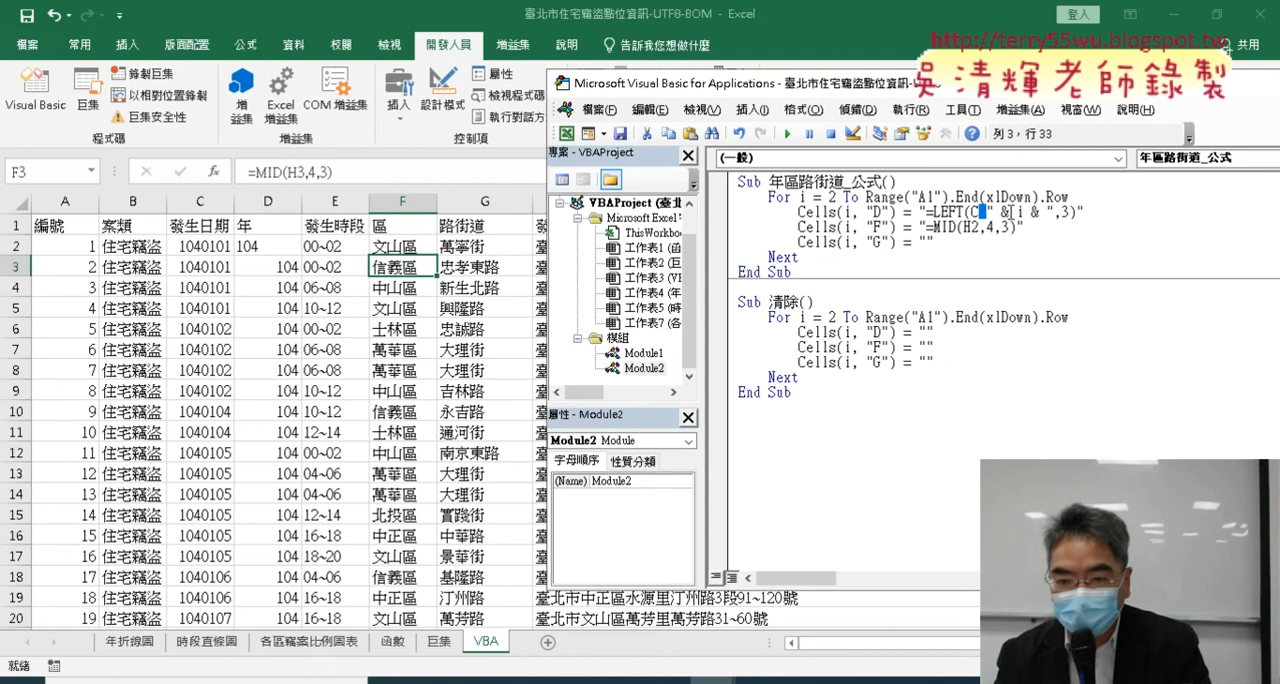 臺北市住宅竊盜點位資訊-UTF8-BOM - Excel
登入
檔案 常用 插入 版面配置 公式 資料 校閱 檢視 開發人員 增益集 說明 告訴我您想做什麼 共用
http://terry55wu.blogspot.tw
吳清輝老師錄製
Visual Basic 巨集
錄製巨集
以相對位置錄製
巨集安全性
程式碼
增益集 Excel 增益集 COM 增益集
增益集
插入 設計模式
屬性
檢視程式碼
執行對話方
控制項
F3 =MID(H3,4,3)
A B C D E F G
1 編號 案類 發生日期 年 發生時段 區 路街道
2 1 住宅竊盜 1040101 104 00~02 文山區 萬寧街
3 2 住宅竊盜 1040101 104 00~02 信義區 忠孝東路
4 3 住宅竊盜 1040101 104 06~08 中山區 新生北路
5 4 住宅竊盜 1040101 104 10~12 文山區 興隆路
6 5 住宅竊盜 1040102 104 00~02 士林區 忠誠路
7 6 住宅竊盜 1040102 104 06~08 萬華區 大理街
8 7 住宅竊盜 1040102 104 06~08 萬華區 大理街
9 8 住宅竊盜 1040102 104 10~12 中山區 吉林路
10 9 住宅竊盜 1040104 104 10~12 信義區 永吉路
11 10 住宅竊盜 1040104 104 12~14 士林區 通河街
12 11 住宅竊盜 1040105 104 00~02 中山區 南京東路
13 12 住宅竊盜 1040105 104 04~06 萬華區 大理街
14 13 住宅竊盜 1040105 104 04~06 萬華區 大理街
15 14 住宅竊盜 1040105 104 12~14 北投區 實踐街
16 15 住宅竊盜 1040105 104 16~18 中正區 中華路
17 16 住宅竊盜 1040105 104 18~20 文山區 景華街
18 17 住宅竊盜 1040106 104 04~06 信義區 基隆路
19 18 住宅竊盜 1040106 104 16~18 中正區 汀州路 臺北市中正區水源里汀州路3段91~120號
20 19 住宅竊盜 1040107 104 16~18 文山區 萬芳路 臺北市文山區萬芳里萬芳路31~60號
年折線圖 時段直條圖 各區竊案比例圖表 函數 巨集 VBA
就緒
Microsoft Visual Basic for Applications - 臺北市住宅竊盜點位資訊-U
檔案(F) 編輯(E) 檢視(V) 插入(I) 格式(O) 偵錯(D) 執行(R) 工具(T) 增益集(A) 視窗(W) 說明(H)
列 3，行 33
專案 - VBAProject
VBAProject (臺北
Microsoft Excel
ThisWorkbo
工作表1 (函
工作表2 (巨
工作表3 (VI
工作表4 (年
工作表5 (時
工作表7 (各
模組
Module1
Module2
屬性 - Module2
Module2 Module
字母順序 性質分類
(Name) Module2
(一般) 年區路街道_公式
Sub 年區路街道_公式()
For i = 2 To Range("A1").End(xlDown).Row
Cells(i, "D") = "=LEFT(C " & i & ",3)"
Cells(i, "F") = "=MID(H2,4,3)"
Cells(i, "G") = ""
Next
End Sub
Sub 清除()
For i = 2 To Range("A1").End(xlDown).Row
Cells(i, "D") = ""
Cells(i, "F") = ""
Cells(i, "G") = ""
Next
End Sub